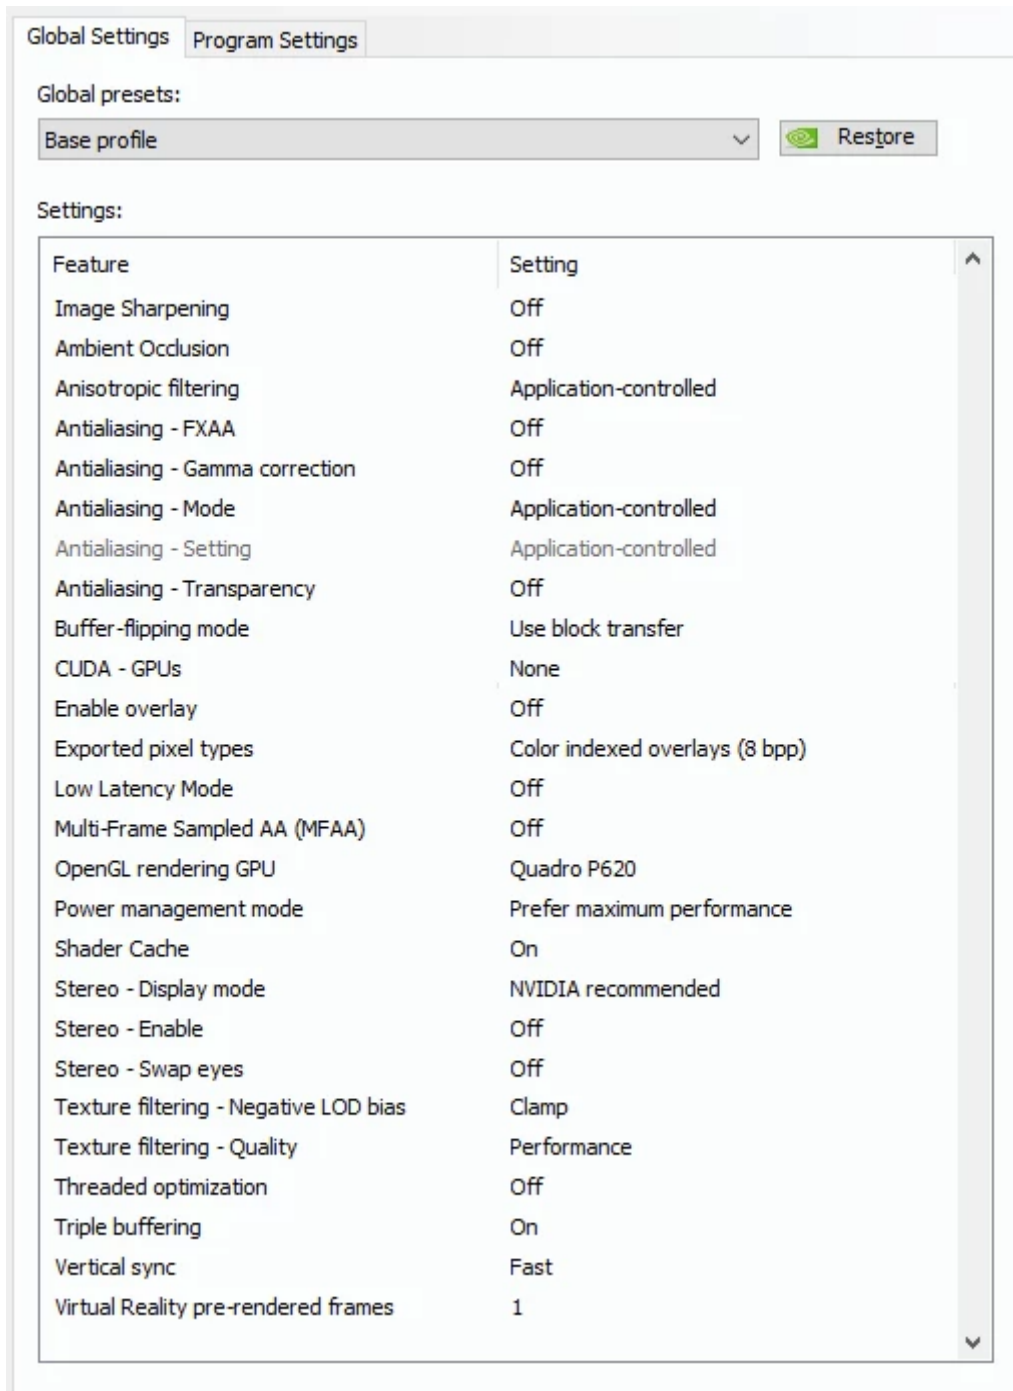 Global Settings Program Settings
Global presets:
Base profile Restore
Settings:
Feature Setting
Image Sharpening Off
Ambient Occlusion Off
Anisotropic filtering Application-controlled
Antialiasing - FXAA Off
Antialiasing - Gamma correction Off
Antialiasing - Mode Application-controlled
Antialiasing - Setting Application-controlled
Antialiasing - Transparency Off
Buffer-flipping mode Use block transfer
CUDA - GPUs None
Enable overlay Off
Exported pixel types Color indexed overlays (8 bpp)
Low Latency Mode Off
Multi-Frame Sampled AA (MFAA) Off
OpenGL rendering GPU Quadro P620
Power management mode Prefer maximum performance
Shader Cache On
Stereo - Display mode NVIDIA recommended
Stereo - Enable Off
Stereo - Swap eyes Off
Texture filtering - Negative LOD bias Clamp
Texture filtering - Quality Performance
Threaded optimization Off
Triple buffering On
Vertical sync Fast
Virtual Reality pre-rendered frames 1